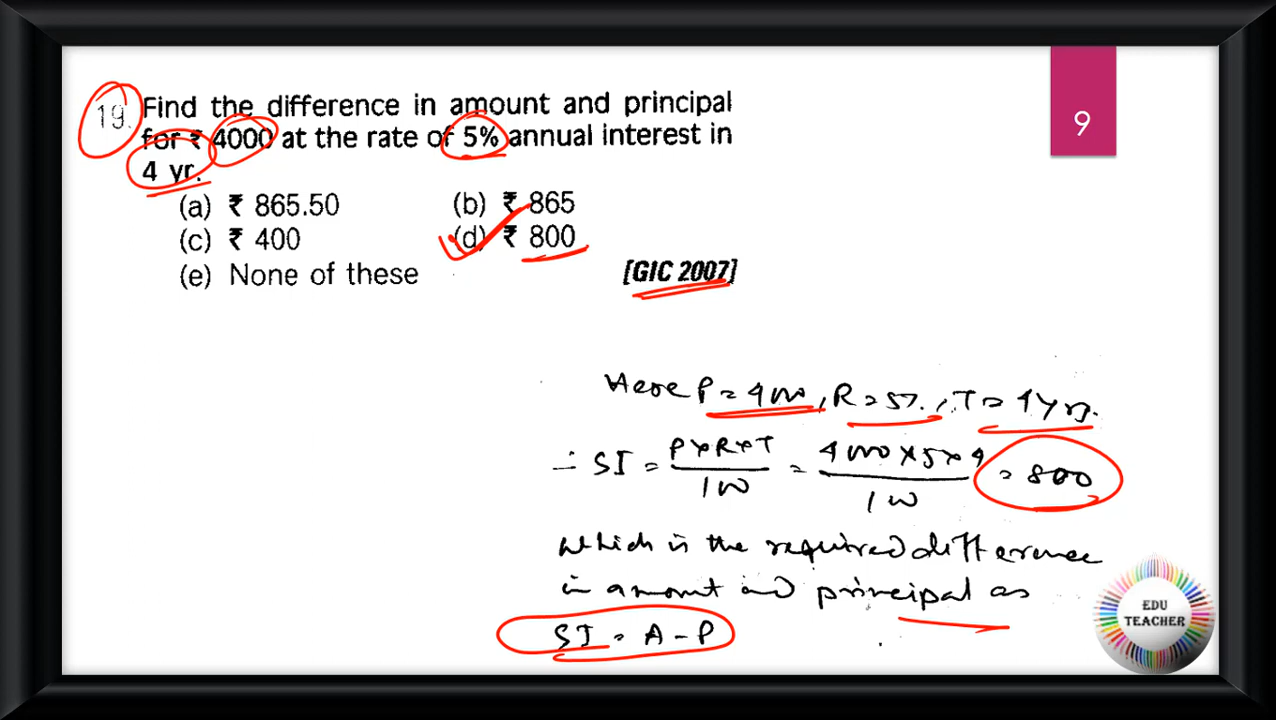 9
19. Find the difference in amount and principal
for ₹ 4000 at the rate of 5% annual interest in
4 yr.
(a) ₹ 865.50 (b) ₹ 865
(c) ₹ 400 (d) ₹ 800
(e) None of these [GIC 2007]
Here P = 4000, R = 5%, T = 4 yrs.
∴ SI = P×R×T / 100 = 4000×5×4 / 100 = 800
which is the required difference
in amount and principal as
SI = A - P
EDU
TEACHER